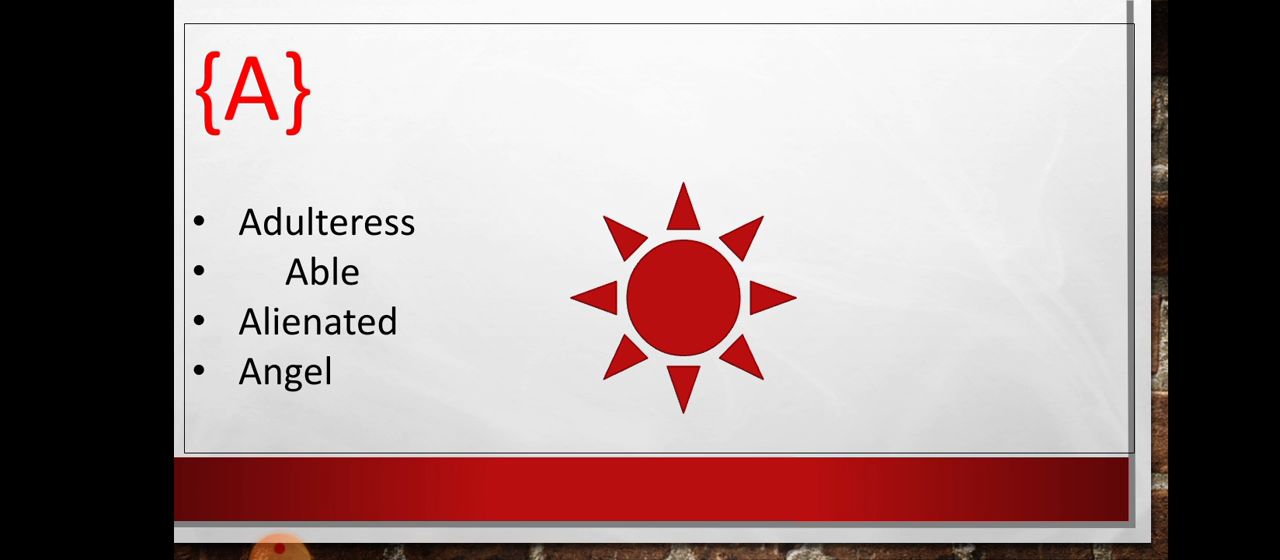 {A}
• Adulteress
• Able
• Alienated
• Angel